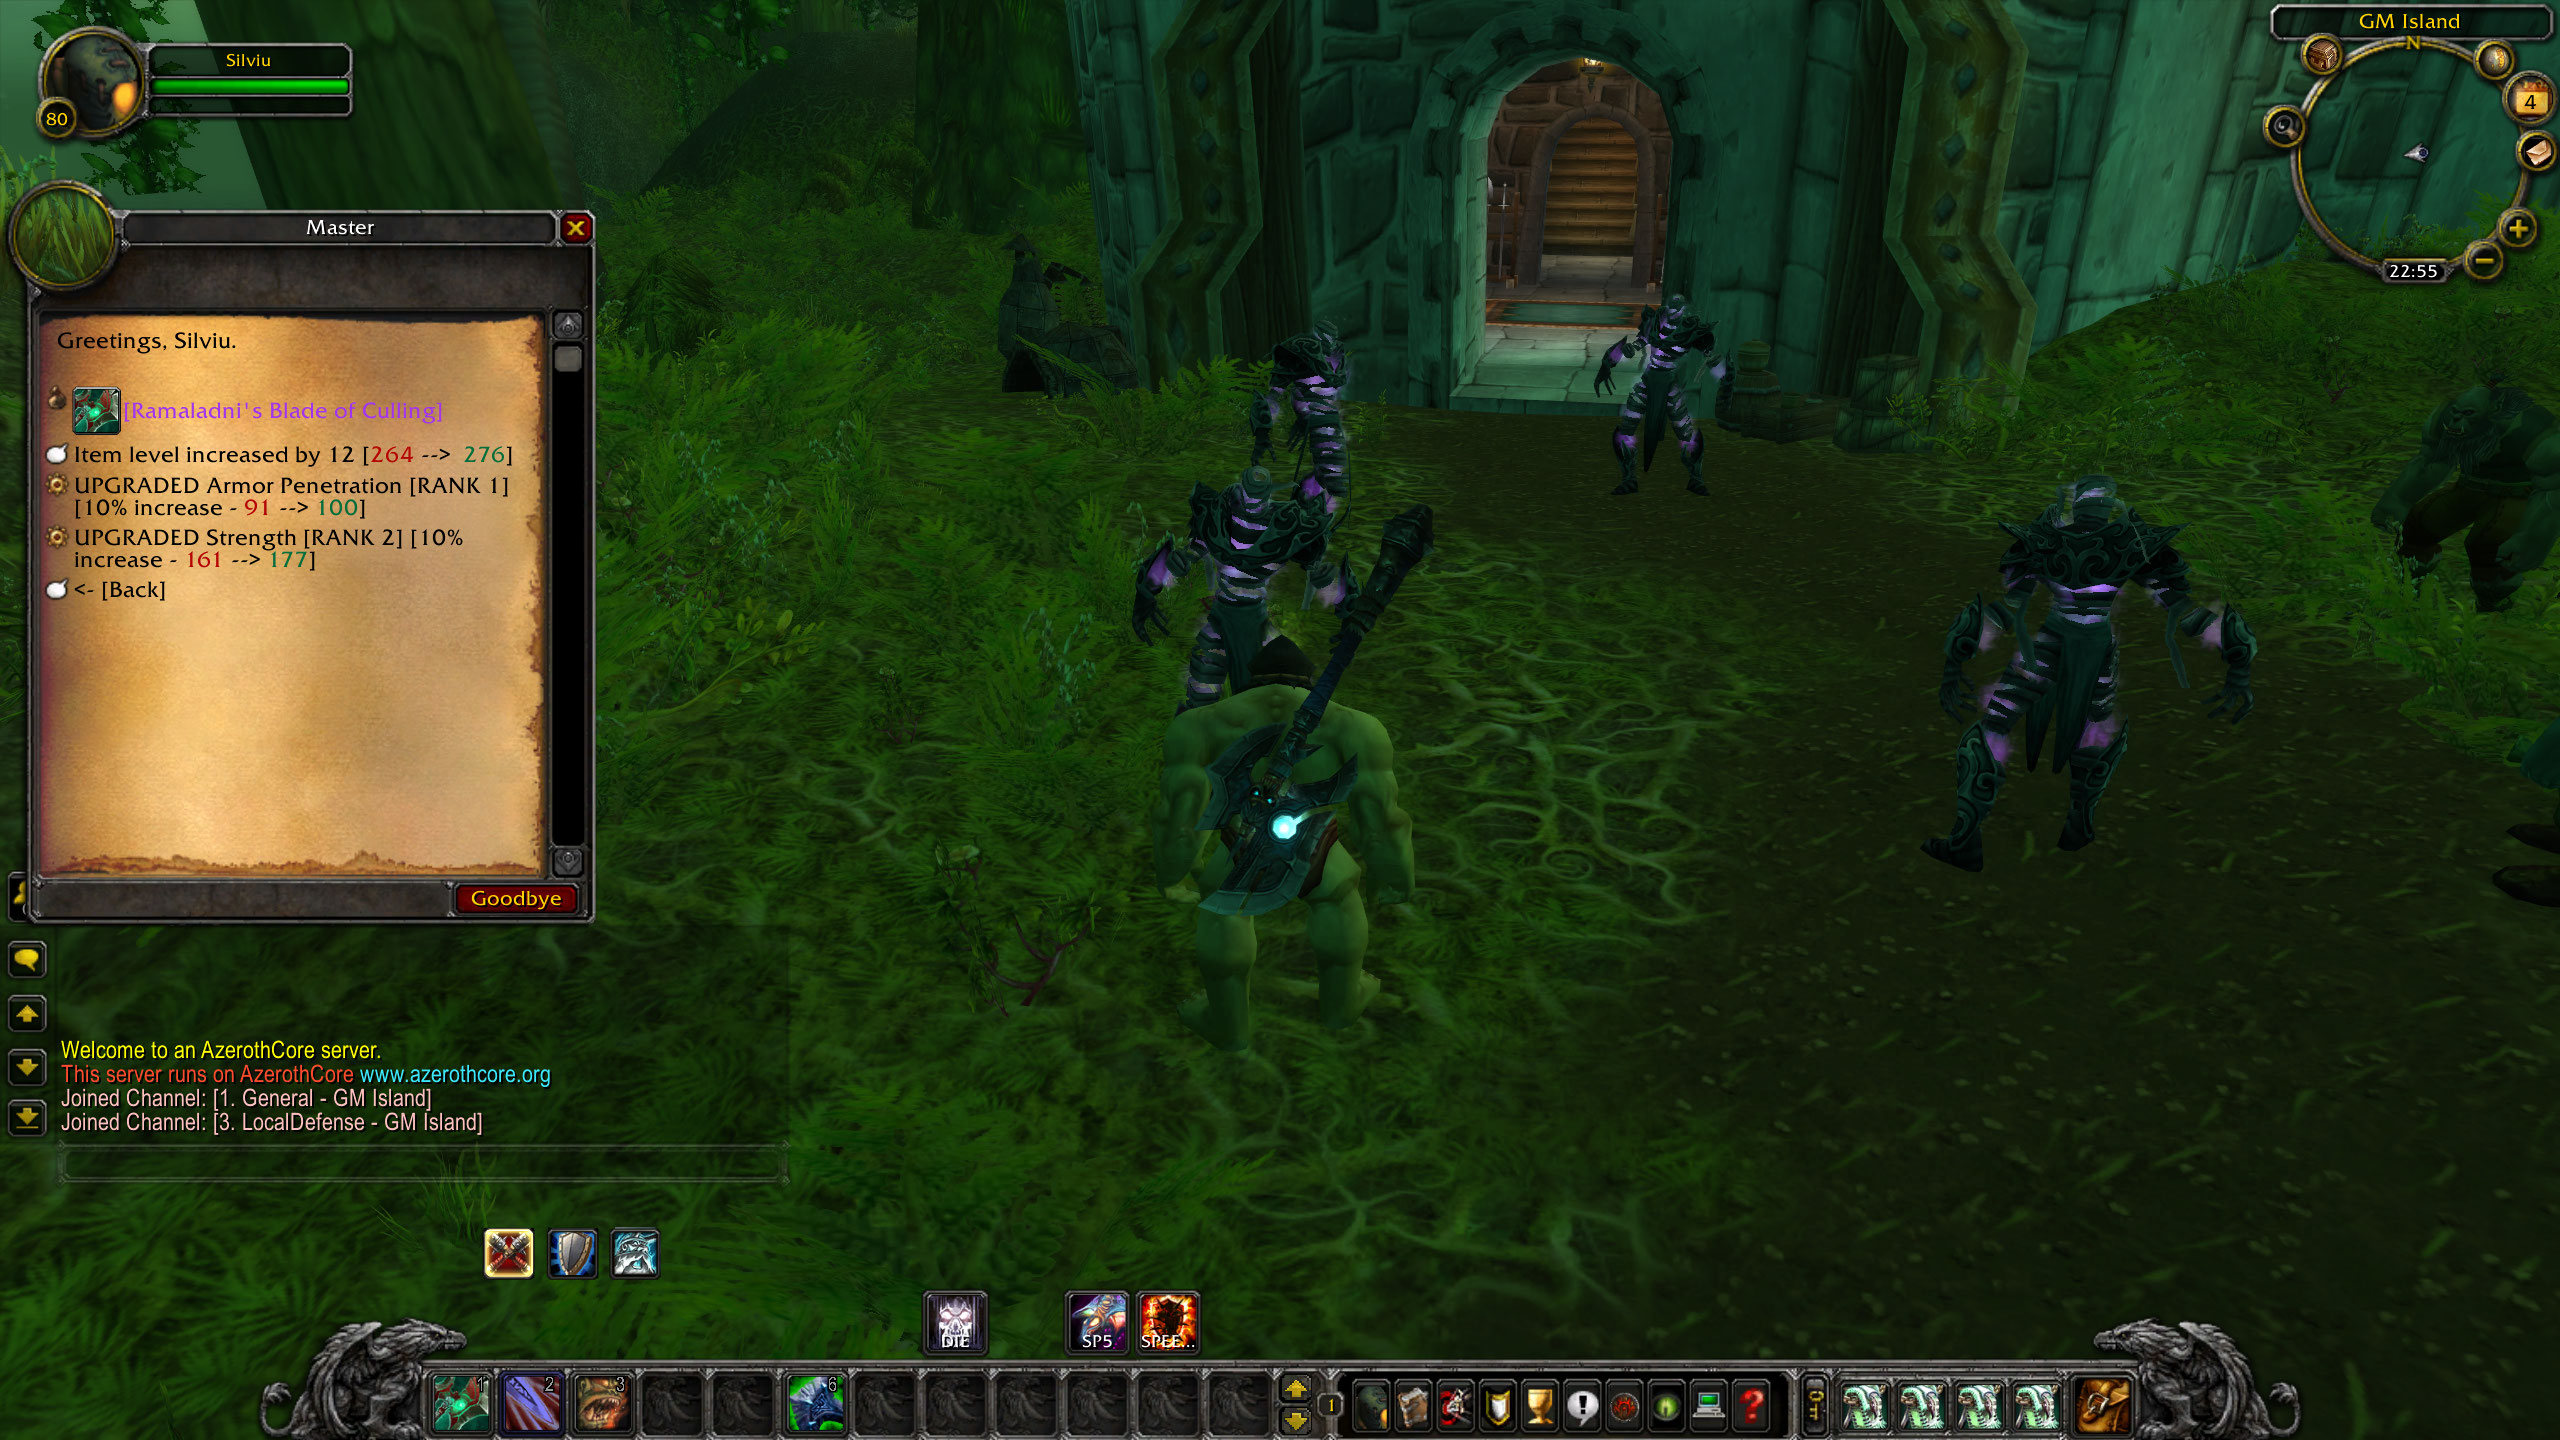 Silviu
80
GM Island
N
4
22:55
Master
Greetings, Silviu.
[Ramaladni's Blade of Culling]
Item level increased by 12 [264 --> 276]
UPGRADED Armor Penetration [RANK 1]
[10% increase - 91 --> 100]
UPGRADED Strength [RANK 2] [10%
increase - 161 --> 177]
<- [Back]
Goodbye
Welcome to an AzerothCore server.
This server runs on AzerothCore www.azerothcore.org
Joined Channel: [1. General - GM Island]
Joined Channel: [3. LocalDefense - GM Island]
DIE
SP5
SPEE...
1
2
3
6
1